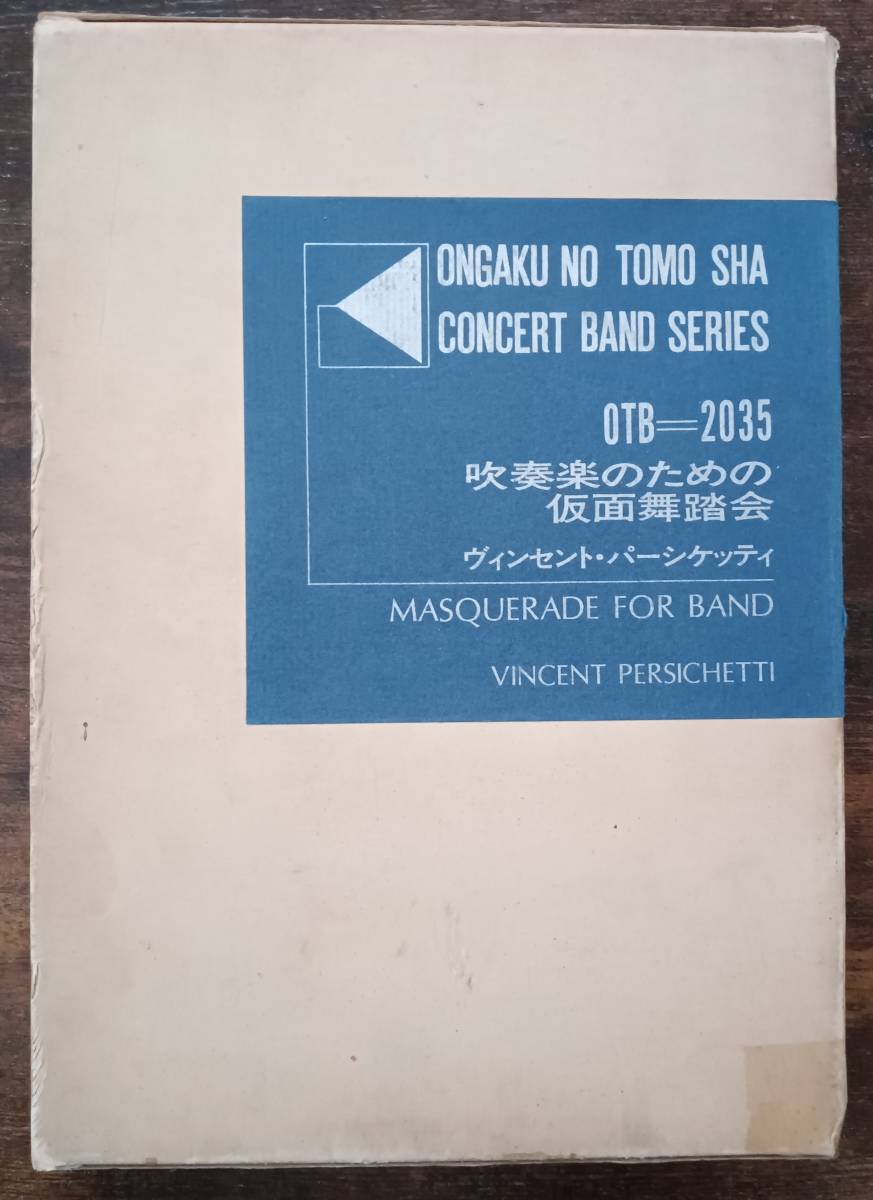 ONGAKU NO TOMO SHA
CONCERT BAND SERIES
OTB=2035
吹奏楽のための
仮面舞踏会
ヴィンセント・パーシケッティ
MASQUERADE FOR BAND
VINCENT PERSICHETTI